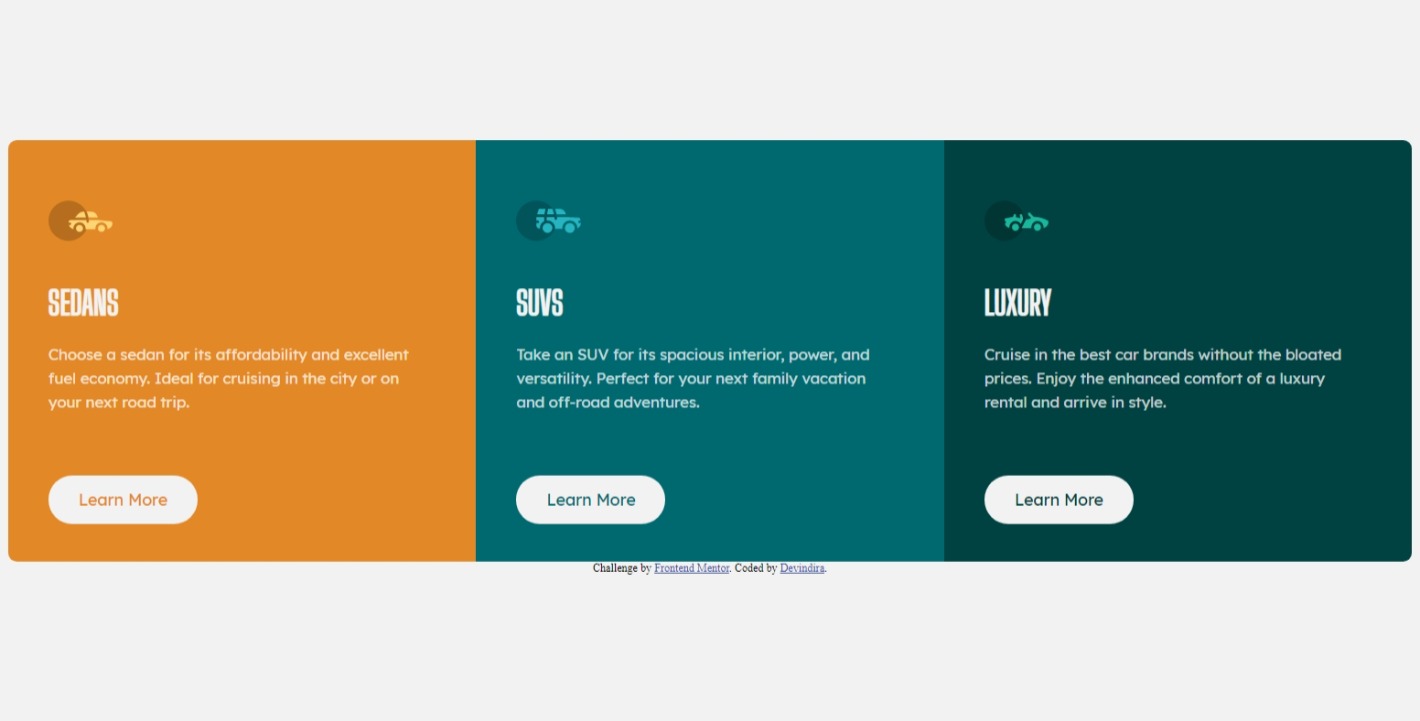 SEDANS
Choose a sedan for its affordability and excellent
fuel economy. Ideal for cruising in the city or on
your next road trip.
Learn More
SUVS
Take an SUV for its spacious interior, power, and
versatility. Perfect for your next family vacation
and off-road adventures.
Learn More
LUXURY
Cruise in the best car brands without the bloated
prices. Enjoy the enhanced comfort of a luxury
rental and arrive in style.
Learn More
Challenge by Frontend Mentor. Coded by Devindira.